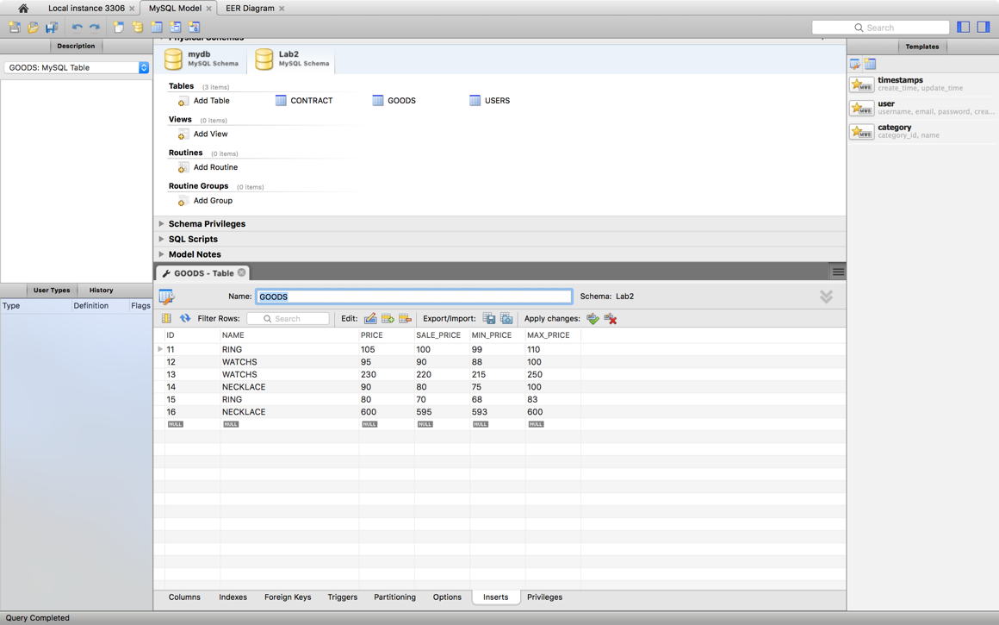 Local instance 3306
MySQL Model
EER Diagram
Search
Description
GOODS: MySQL Table
User Types
History
Type
Definition
Flags
Physical Schemas
mydb
MySQL Schema
Lab2
MySQL Schema
Tables (3 items)
Add Table
CONTRACT
GOODS
USERS
Views (0 items)
Add View
Routines (0 items)
Add Routine
Routine Groups (0 items)
Add Group
Schema Privileges
SQL Scripts
Model Notes
GOODS - Table
Name: GOODS Schema: Lab2
Filter Rows: Search Edit: Export/Import: Apply changes:
ID NAME PRICE SALE_PRICE MIN_PRICE MAX_PRICE
11 RING 105 100 99 110
12 WATCHS 95 90 88 100
13 WATCHS 230 220 215 250
14 NECKLACE 90 80 75 100
15 RING 80 70 68 83
16 NECKLACE 600 595 593 600
NULL NULL NULL NULL NULL NULL
Columns Indexes Foreign Keys Triggers Partitioning Options Inserts Privileges
Templates
MWB
timestamps
create_time, update_time
MWB
user
username, email, password, crea...
MWB
category
category_id, name
Query Completed